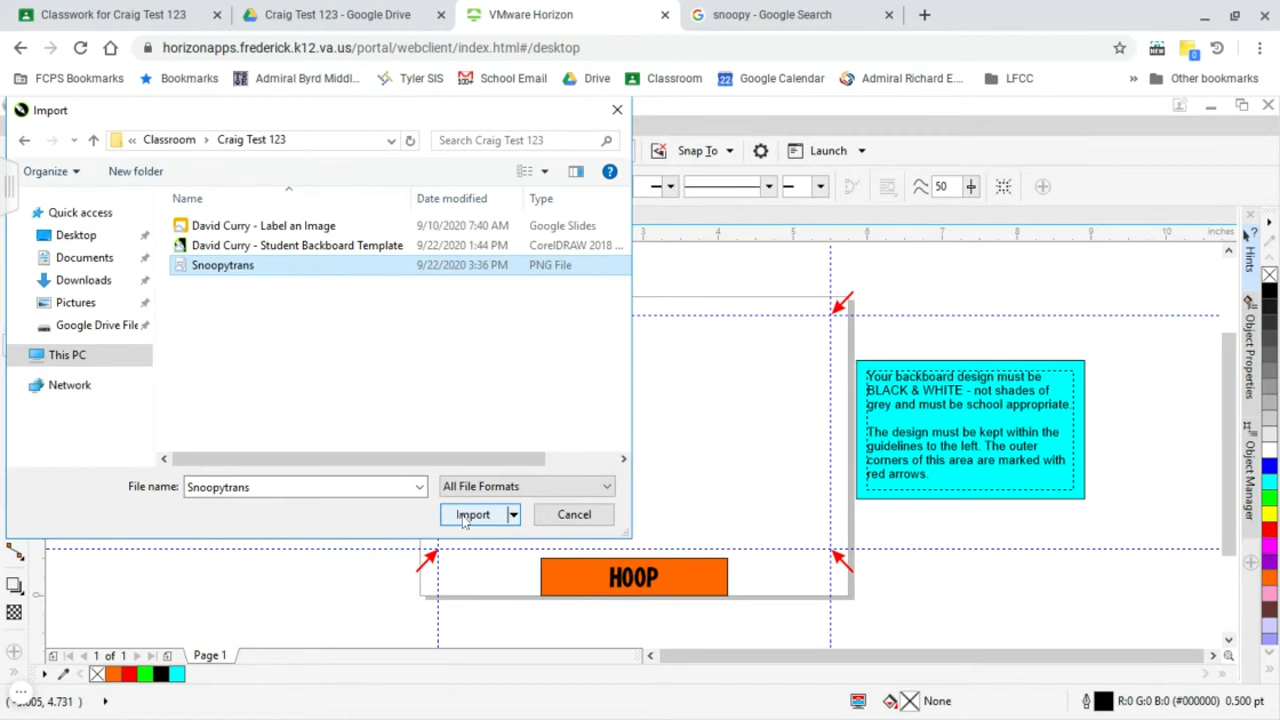 Classwork for Craig Test 123
Craig Test 123 - Google Drive
VMware Horizon
snoopy - Google Search
horizonapps.frederick.k12.va.us/portal/webclient/index.html#/desktop
FCPS Bookmarks
Bookmarks
Admiral Byrd Middl...
Tyler SIS
School Email
Drive
Classroom
Google Calendar
Admiral Richard E...
LFCC
Other bookmarks
Import
Classroom
Craig Test 123
Search Craig Test 123
Snap To
Launch
Organize
New folder
50
Name
Date modified
Type
Quick access
David Curry - Label an Image
9/10/2020 7:40 AM
Google Slides
Desktop
David Curry - Student Backboard Template
9/22/2020 1:44 PM
CorelDRAW 2018 ...
Documents
Snoopytrans
9/22/2020 3:36 PM
PNG File
Downloads
Pictures
Google Drive File
This PC
Network
3 4 5 6 7 8 9 10 inches
Hints
Object Properties
Object Manager
Your backboard design must be
BLACK & WHITE - not shades of
grey and must be school appropriate.
The design must be kept within the
guidelines to the left. The outer
corners of this area are marked with
red arrows.
File name:
Snoopytrans
All File Formats
Import
Cancel
HOOP
1 of 1
Page 1
None
R:0 G:0 B:0 (#000000) 0.500 pt